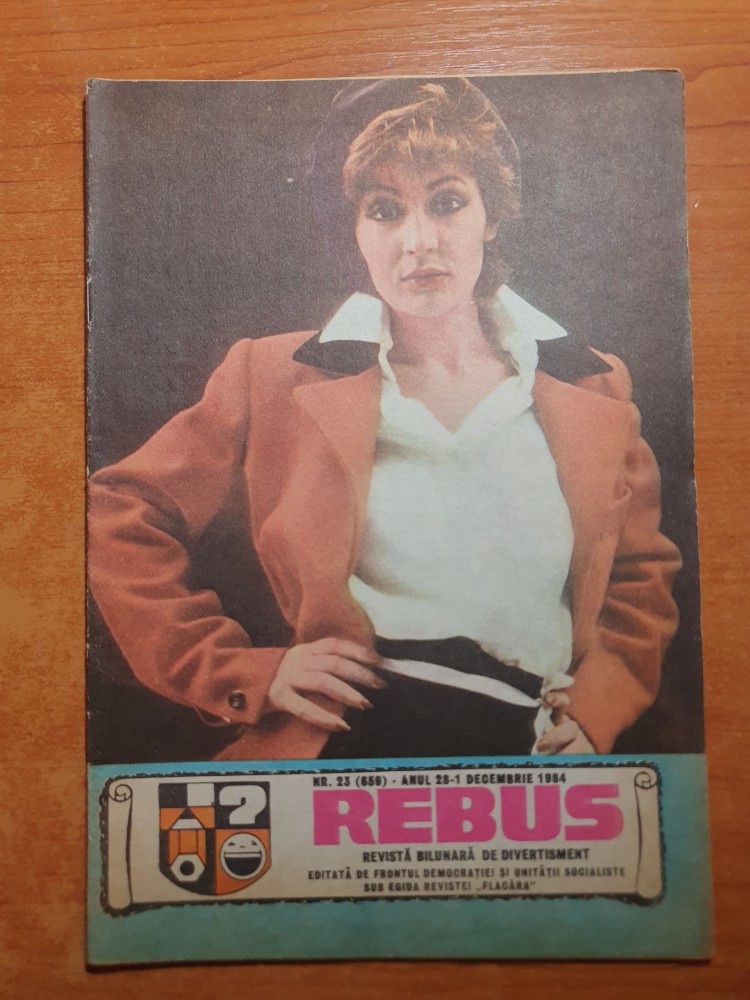 NR. 23 (659) - ANUL 28-1 DECEMBRIE 1984
?
REBUS
REVISTĂ BILUNARĂ DE DIVERTISMENT
EDITATĂ DE FRONTUL DEMOCRAȚIEI ȘI UNITĂȚII SOCIALISTE
SUB EGIDA REVISTEI „FLACĂRA"